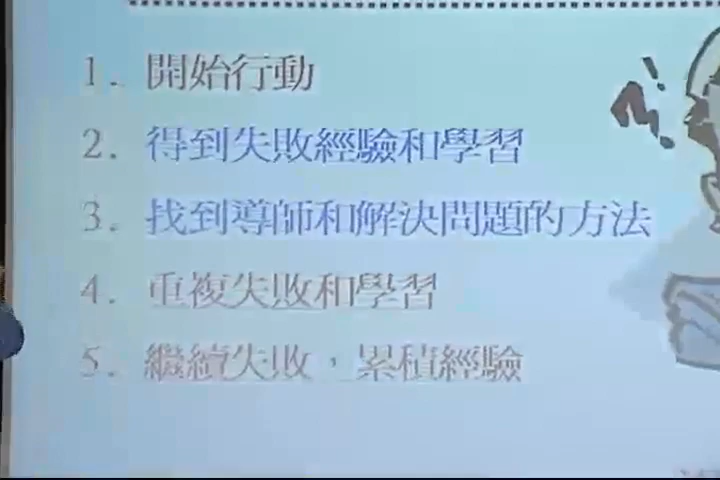 1. 開始行動
2. 得到失敗經驗和學習
3. 找到導師和解決問題的方法
4. 重複失敗和學習
5. 繼續失敗，累積經驗